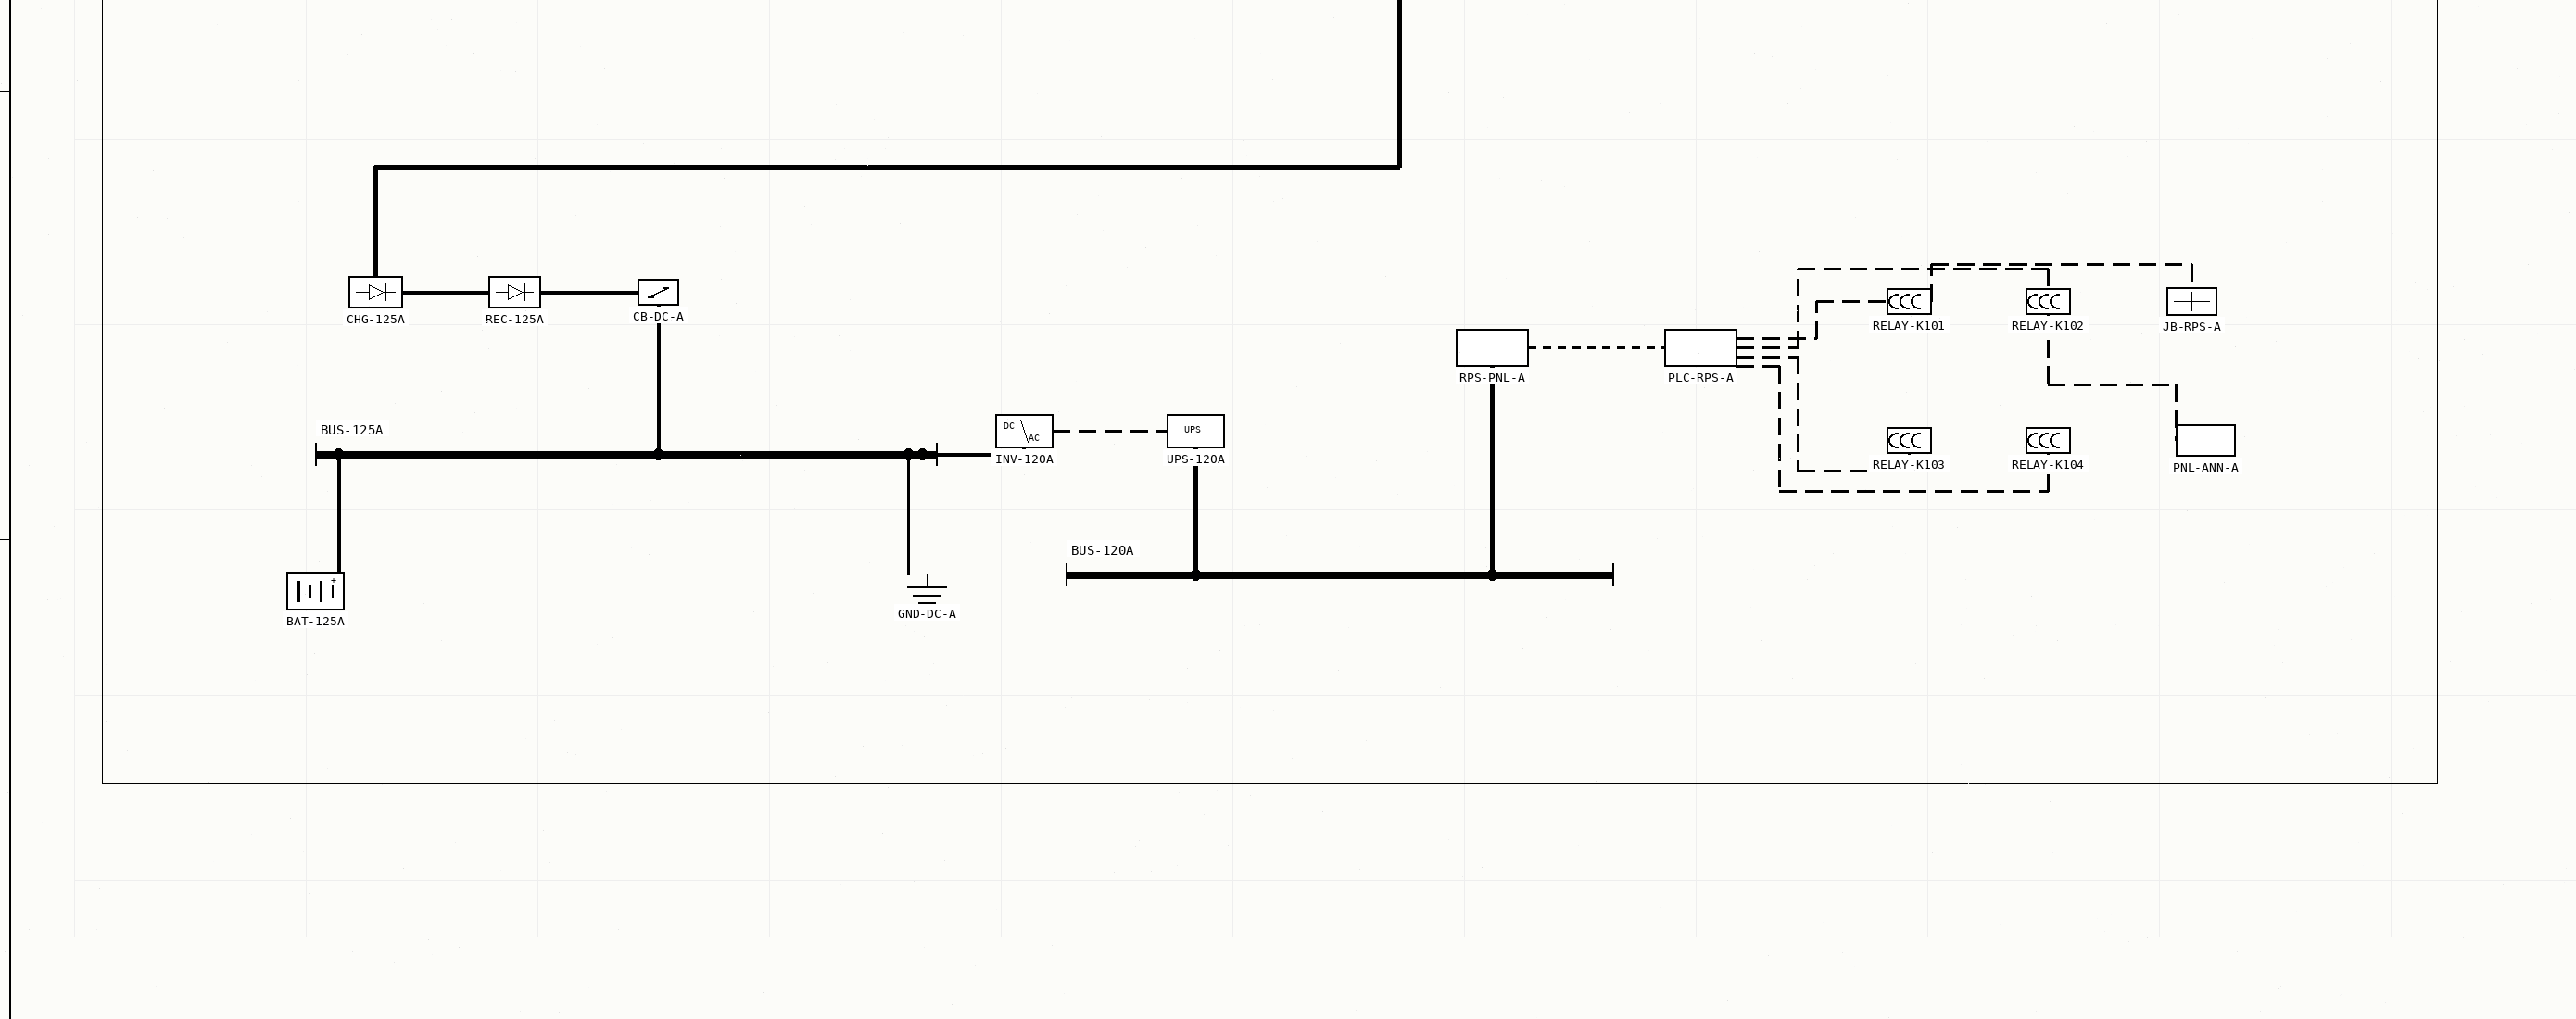 CHG-125A
REC-125A
CB-DC-A
RELAY-K101
RELAY-K102
JB-RPS-A
RPS-PNL-A
PLC-RPS-A
BUS-125A
DC
AC
INV-120A
UPS
UPS-120A
RELAY-K103
RELAY-K104
PNL-ANN-A
BUS-120A
+
BAT-125A
GND-DC-A